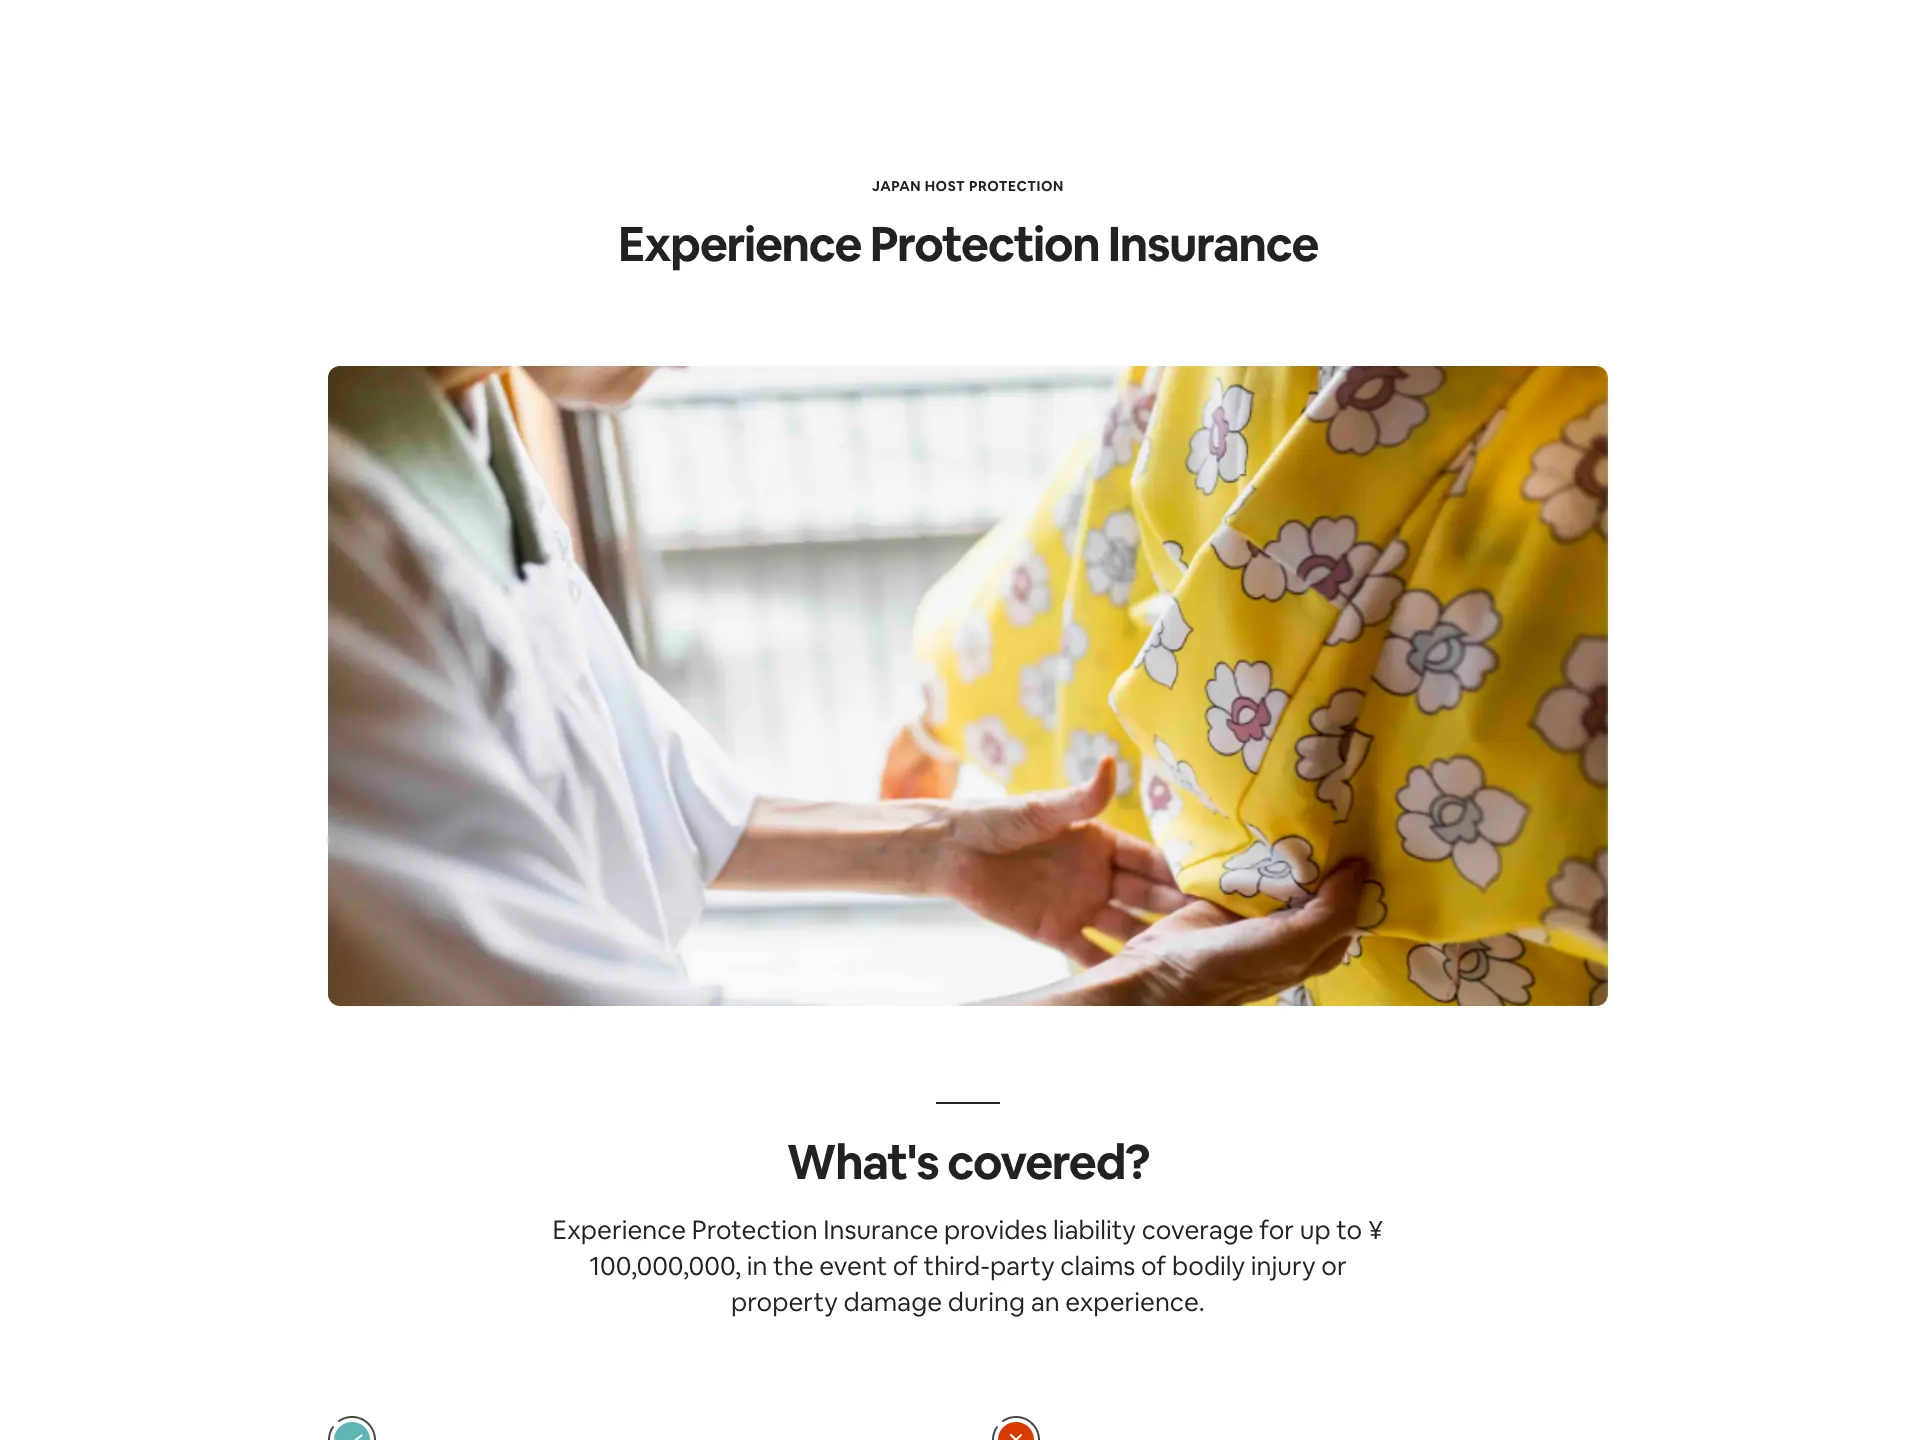 JAPAN HOST PROTECTION
Experience Protection Insurance
What's covered?
Experience Protection Insurance provides liability coverage for up to ¥
100,000,000, in the event of third-party claims of bodily injury or
property damage during an experience.